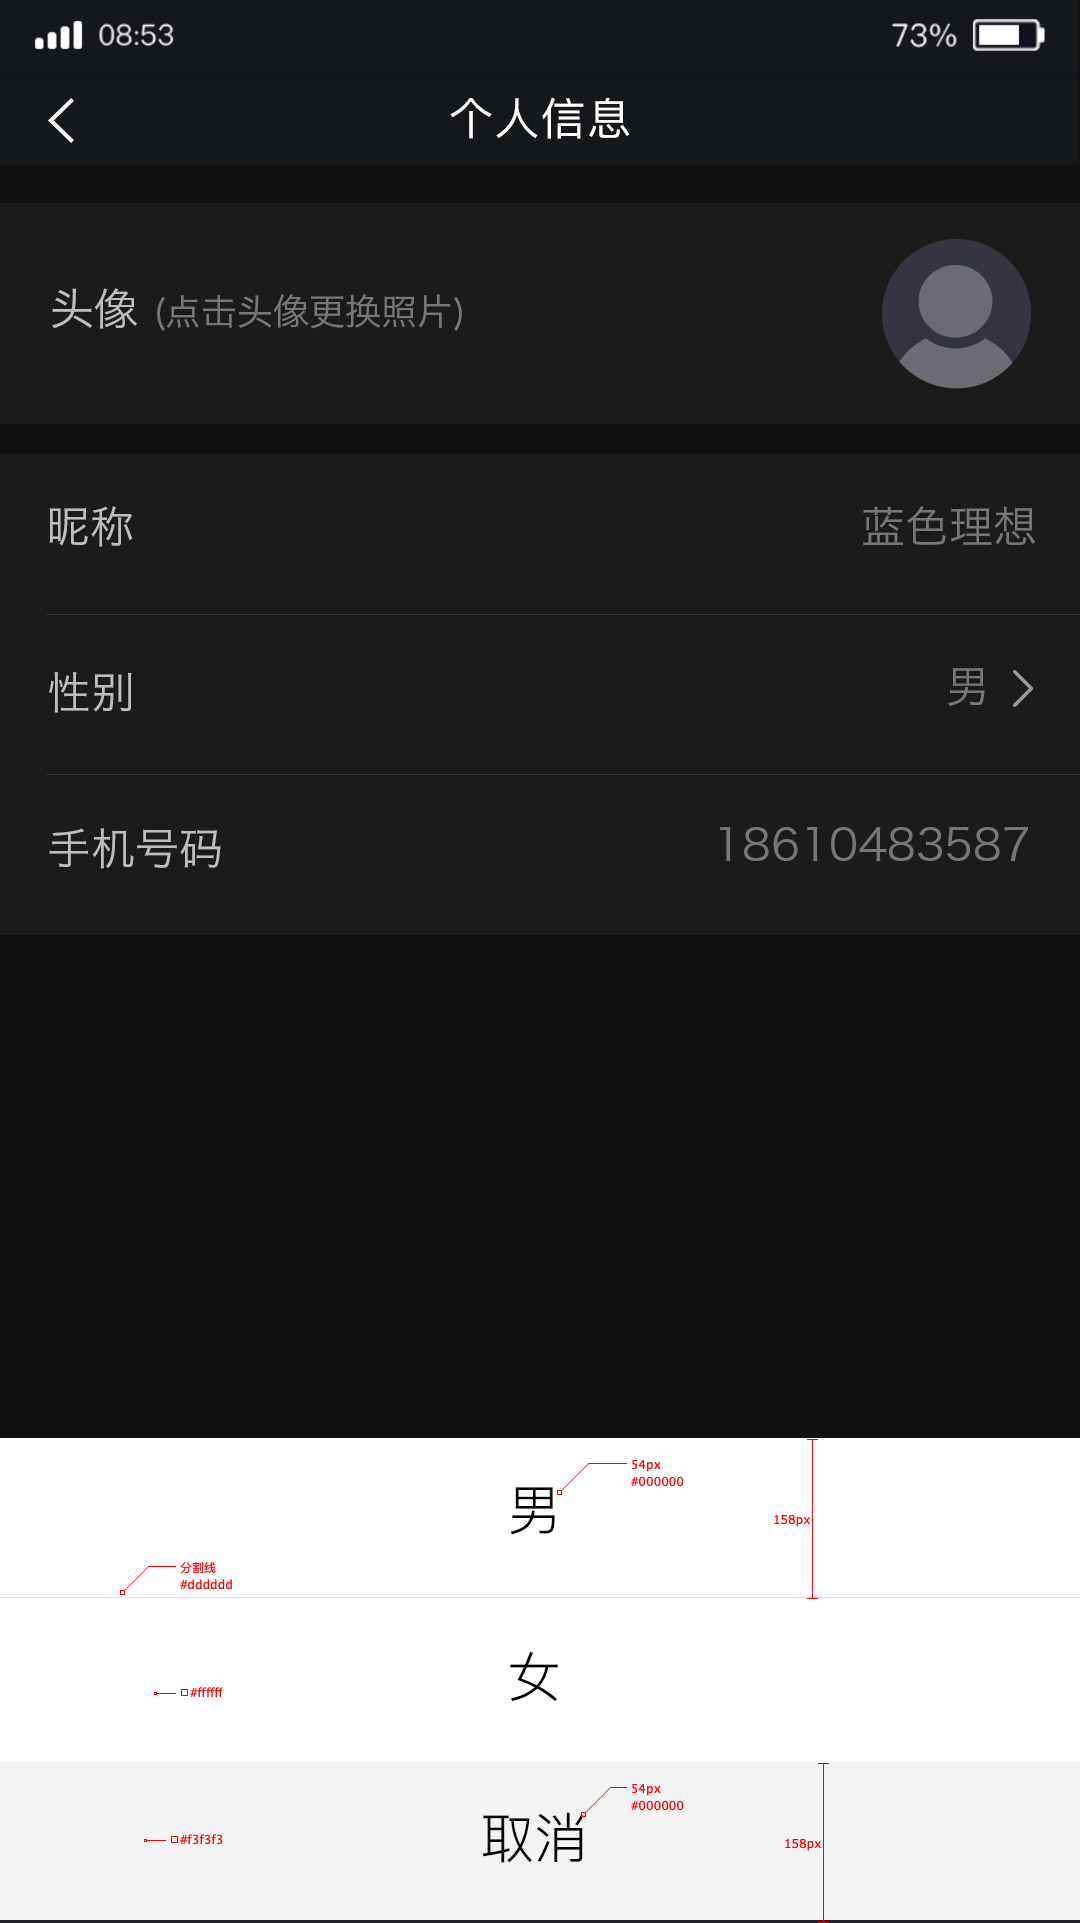 08:53 73%
个人信息
头像 (点击头像更换照片)
昵称 蓝色理想
性别 男
手机号码 18610483587
54px
#000000
男
158px
分割线
#dddddd
女
#ffffff
54px
#000000
取消
#f3f3f3
158px